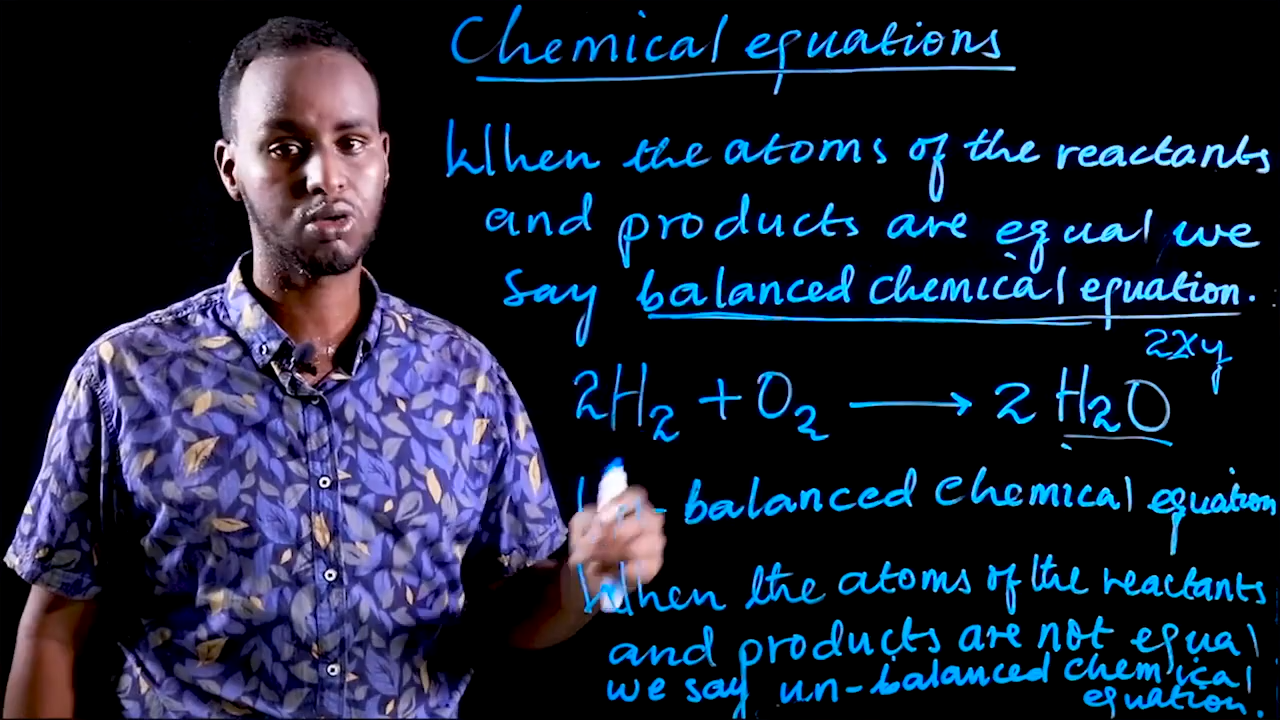 Chemical equations
When the atoms of the reactants
and products are equal we
say balanced chemical equation.
2xy
2H₂ + O₂ ⟶ 2 H₂O
Un-balanced chemical equation
When the atoms of the reactants
and products are not equal
we say un-balanced chemical
equation.